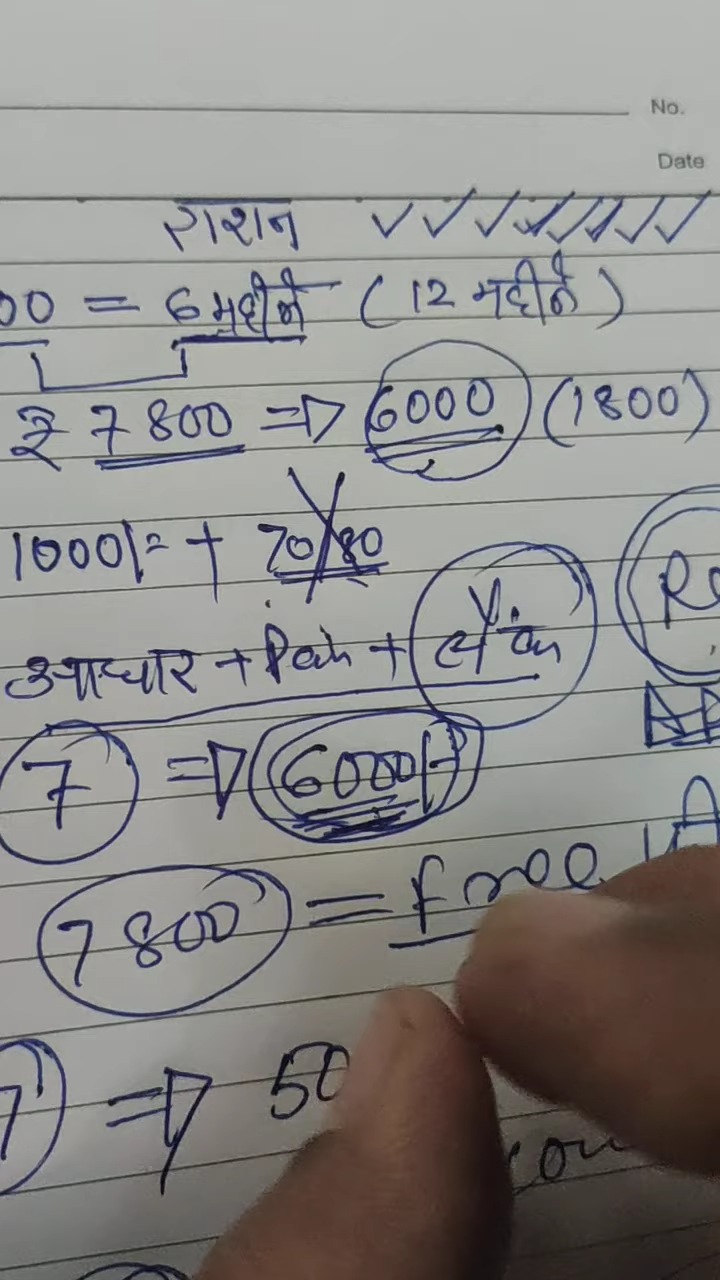 No.
Date
राशन
00 = 6 महीने (12 महीने)
₹ 7800 => 6000 (1800)
1000/= + 70/80
आधार + Pan +
7 => 6000/-
7800 = free
7 => 50